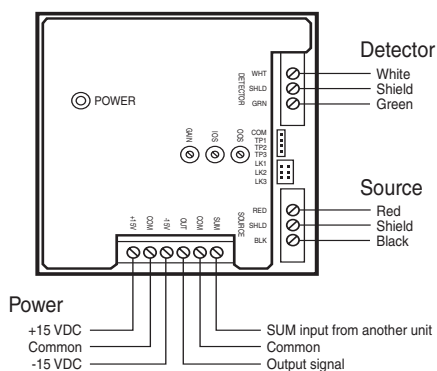 Detector
WHT White
SHLD Shield
GRN Green
DETECTOR
POWER
GAIN
IOS
COS
COM
TP1
TP2
TP3
LK1
LK2
LK3
Source
RED Red
SHLD Shield
BLK Black
SOURCE
+15V
COM
-15V
OUT
COM
SUM
Power
+15 VDC
Common
-15 VDC
SUM input from another unit
Common
Output signal